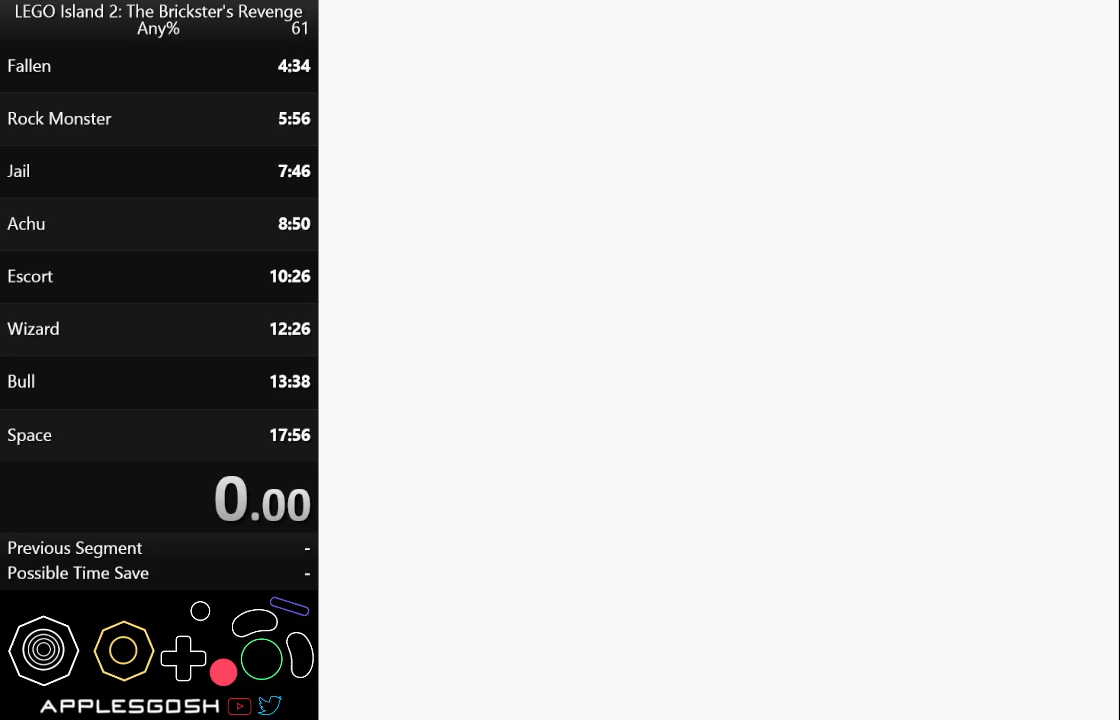 LEGO Island 2: The Brickster's Revenge
Any% 61
Fallen 4:34
Rock Monster 5:56
Jail 7:46
Achu 8:50
Escort 10:26
Wizard 12:26
Bull 13:38
Space 17:56
0.00
Previous Segment -
Possible Time Save -
APPLESGOSH